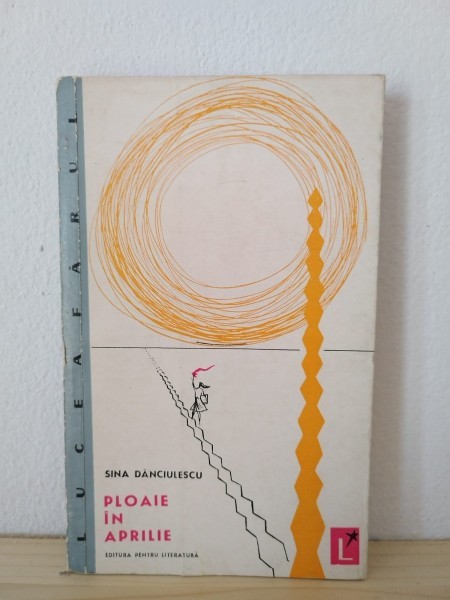 LUCEAFĂRUL
SINA DĂNCIULESCU
PLOAIE
ÎN
APRILIE
EDITURA PENTRU LITERATURĂ
L